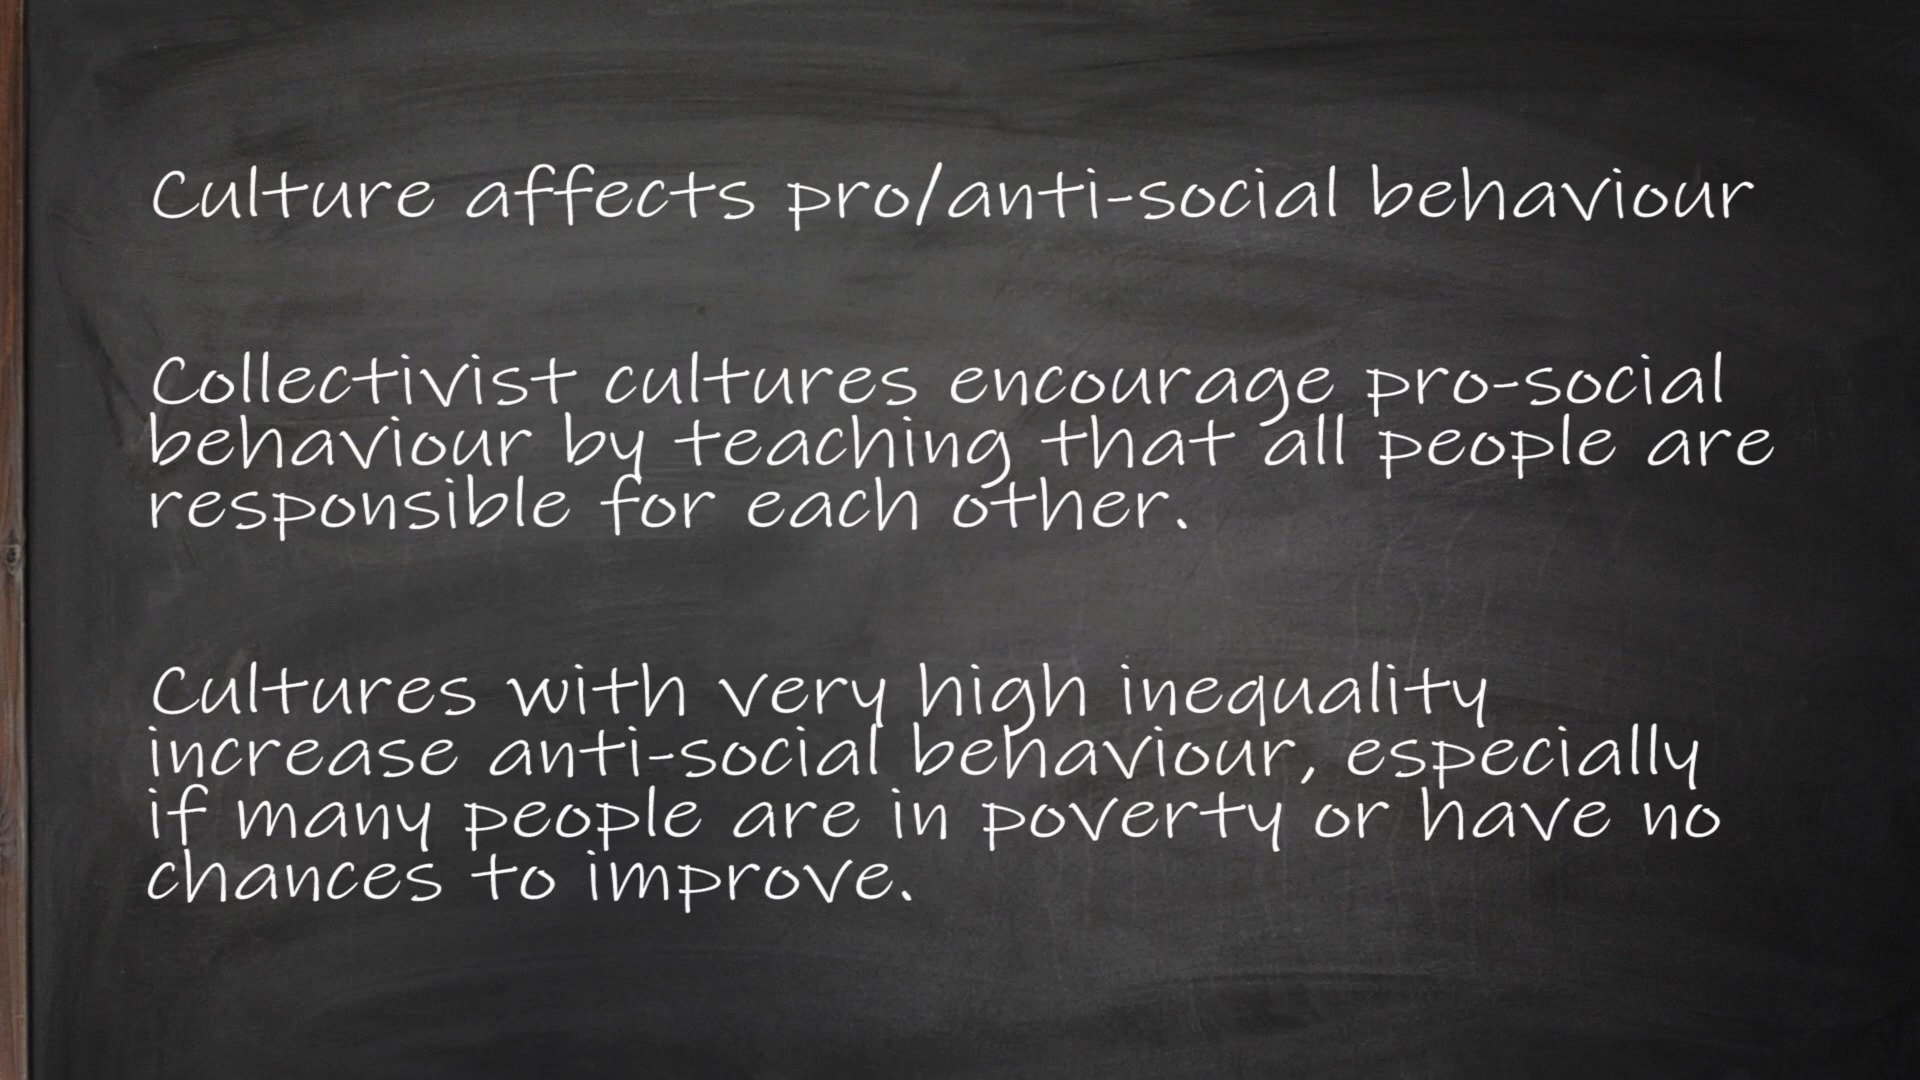 Culture affects pro/anti-social behaviour
Collectivist cultures encourage pro-social
behaviour by teaching that all people are
responsible for each other.
Cultures with very high inequality
increase anti-social behaviour, especially
if many people are in poverty or have no
chances to improve.